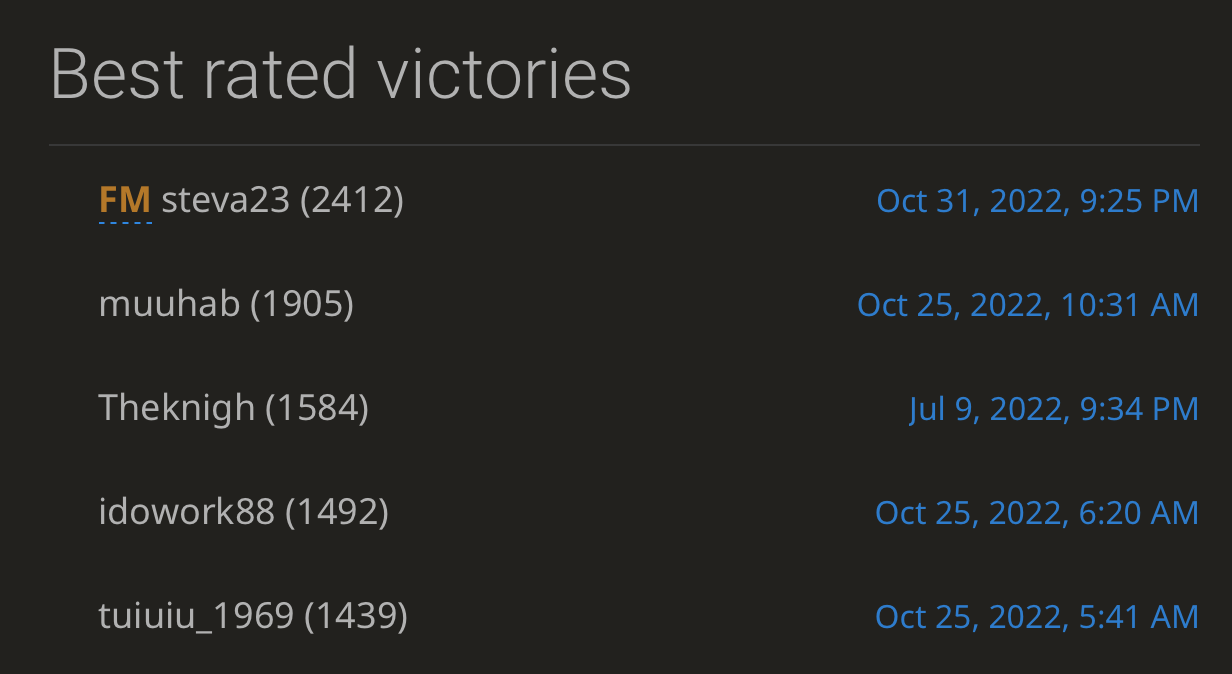 Best rated victories
FM steva23 (2412) Oct 31, 2022, 9:25 PM
muuhab (1905) Oct 25, 2022, 10:31 AM
Theknigh (1584) Jul 9, 2022, 9:34 PM
idowork88 (1492) Oct 25, 2022, 6:20 AM
tuiuiu_1969 (1439) Oct 25, 2022, 5:41 AM